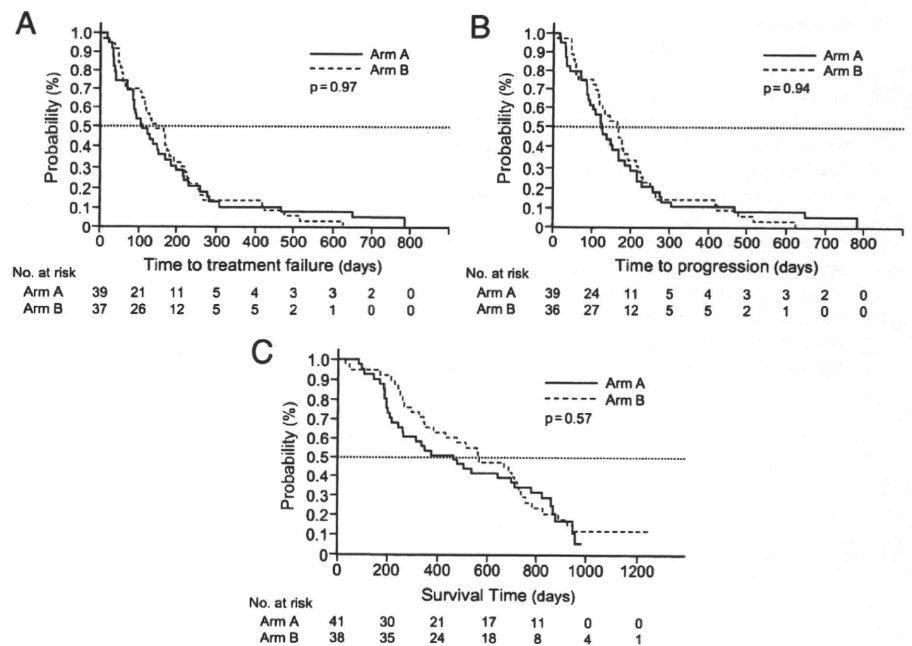 A
Probability (%)
1.0
0.9
0.8
0.7
0.6
0.5
0.4
0.3
0.2
0.1
0
Arm A
Arm B
p=0.97
0 100 200 300 400 500 600 700 800
Time to treatment failure (days)
No. at risk
Arm A 39 21 11 5 4 3 3 2 0
Arm B 37 26 12 5 5 2 1 0 0
B
Probability (%)
1.0
0.9
0.8
0.7
0.6
0.5
0.4
0.3
0.2
0.1
0
Arm A
Arm B
p=0.94
0 100 200 300 400 500 600 700 800
Time to progression (days)
No. at risk
Arm A 39 24 11 5 4 3 3 2 0
Arm B 36 27 12 5 5 2 1 0 0
C
Probability (%)
1.0
0.9
0.8
0.7
0.6
0.5
0.4
0.3
0.2
0.1
0
Arm A
Arm B
p=0.57
0 200 400 600 800 1000 1200
Survival Time (days)
No. at risk
Arm A 41 30 21 17 11 0 0
Arm B 38 35 24 18 8 4 1